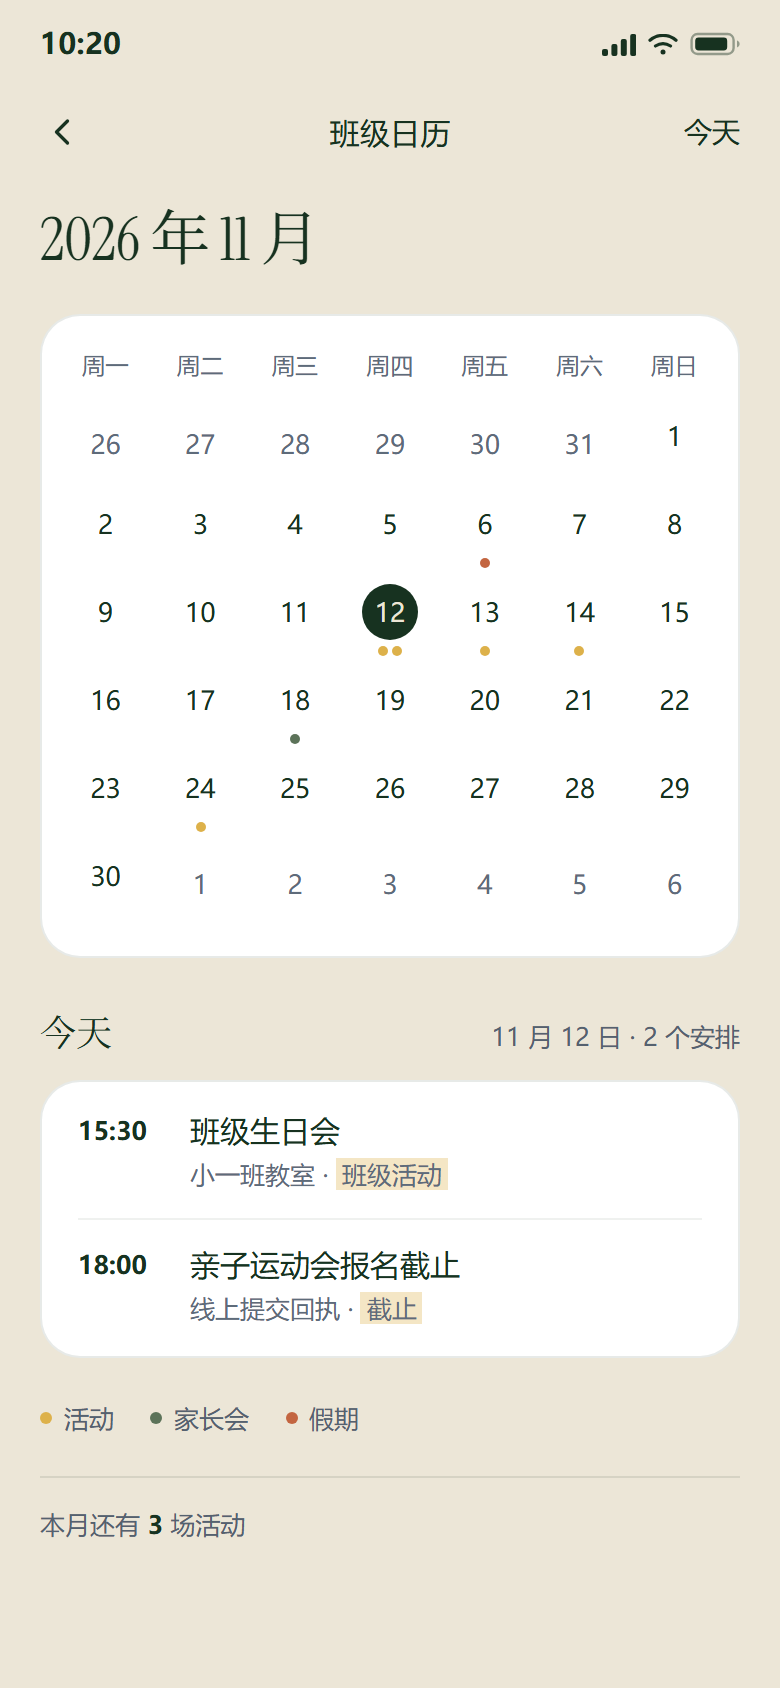 10:20
班级日历 今天
2026 年 11 月
周一 周二 周三 周四 周五 周六 周日
26 27 28 29 30 31 1
2 3 4 5 6 7 8
9 10 11 12 13 14 15
16 17 18 19 20 21 22
23 24 25 26 27 28 29
30 1 2 3 4 5 6
今天 11 月 12 日 · 2 个安排
15:30 班级生日会
小一班教室 · 班级活动
18:00 亲子运动会报名截止
线上提交回执 · 截止
活动 家长会 假期
本月还有 3 场活动